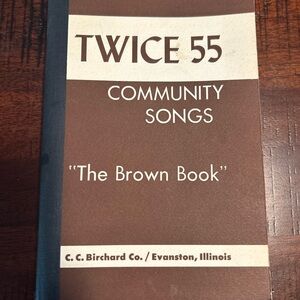 TWICE 55
COMMUNITY
SONGS
"The Brown Book"
C. C. Birchard Co. / Evanston, Illinois